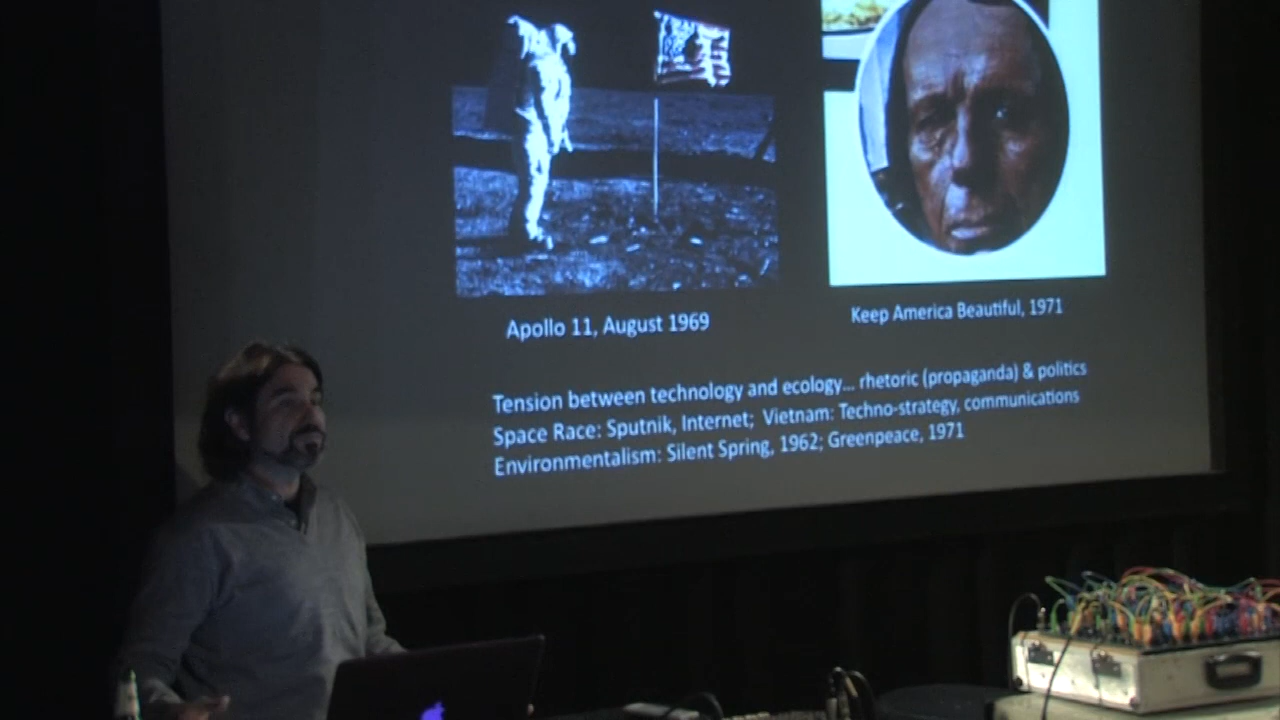 Apollo 11, August 1969
Keep America Beautiful, 1971
Tension between technology and ecology... rhetoric (propaganda) & politics
Space Race: Sputnik, Internet; Vietnam: Techno-strategy, communications
Environmentalism: Silent Spring, 1962; Greenpeace, 1971